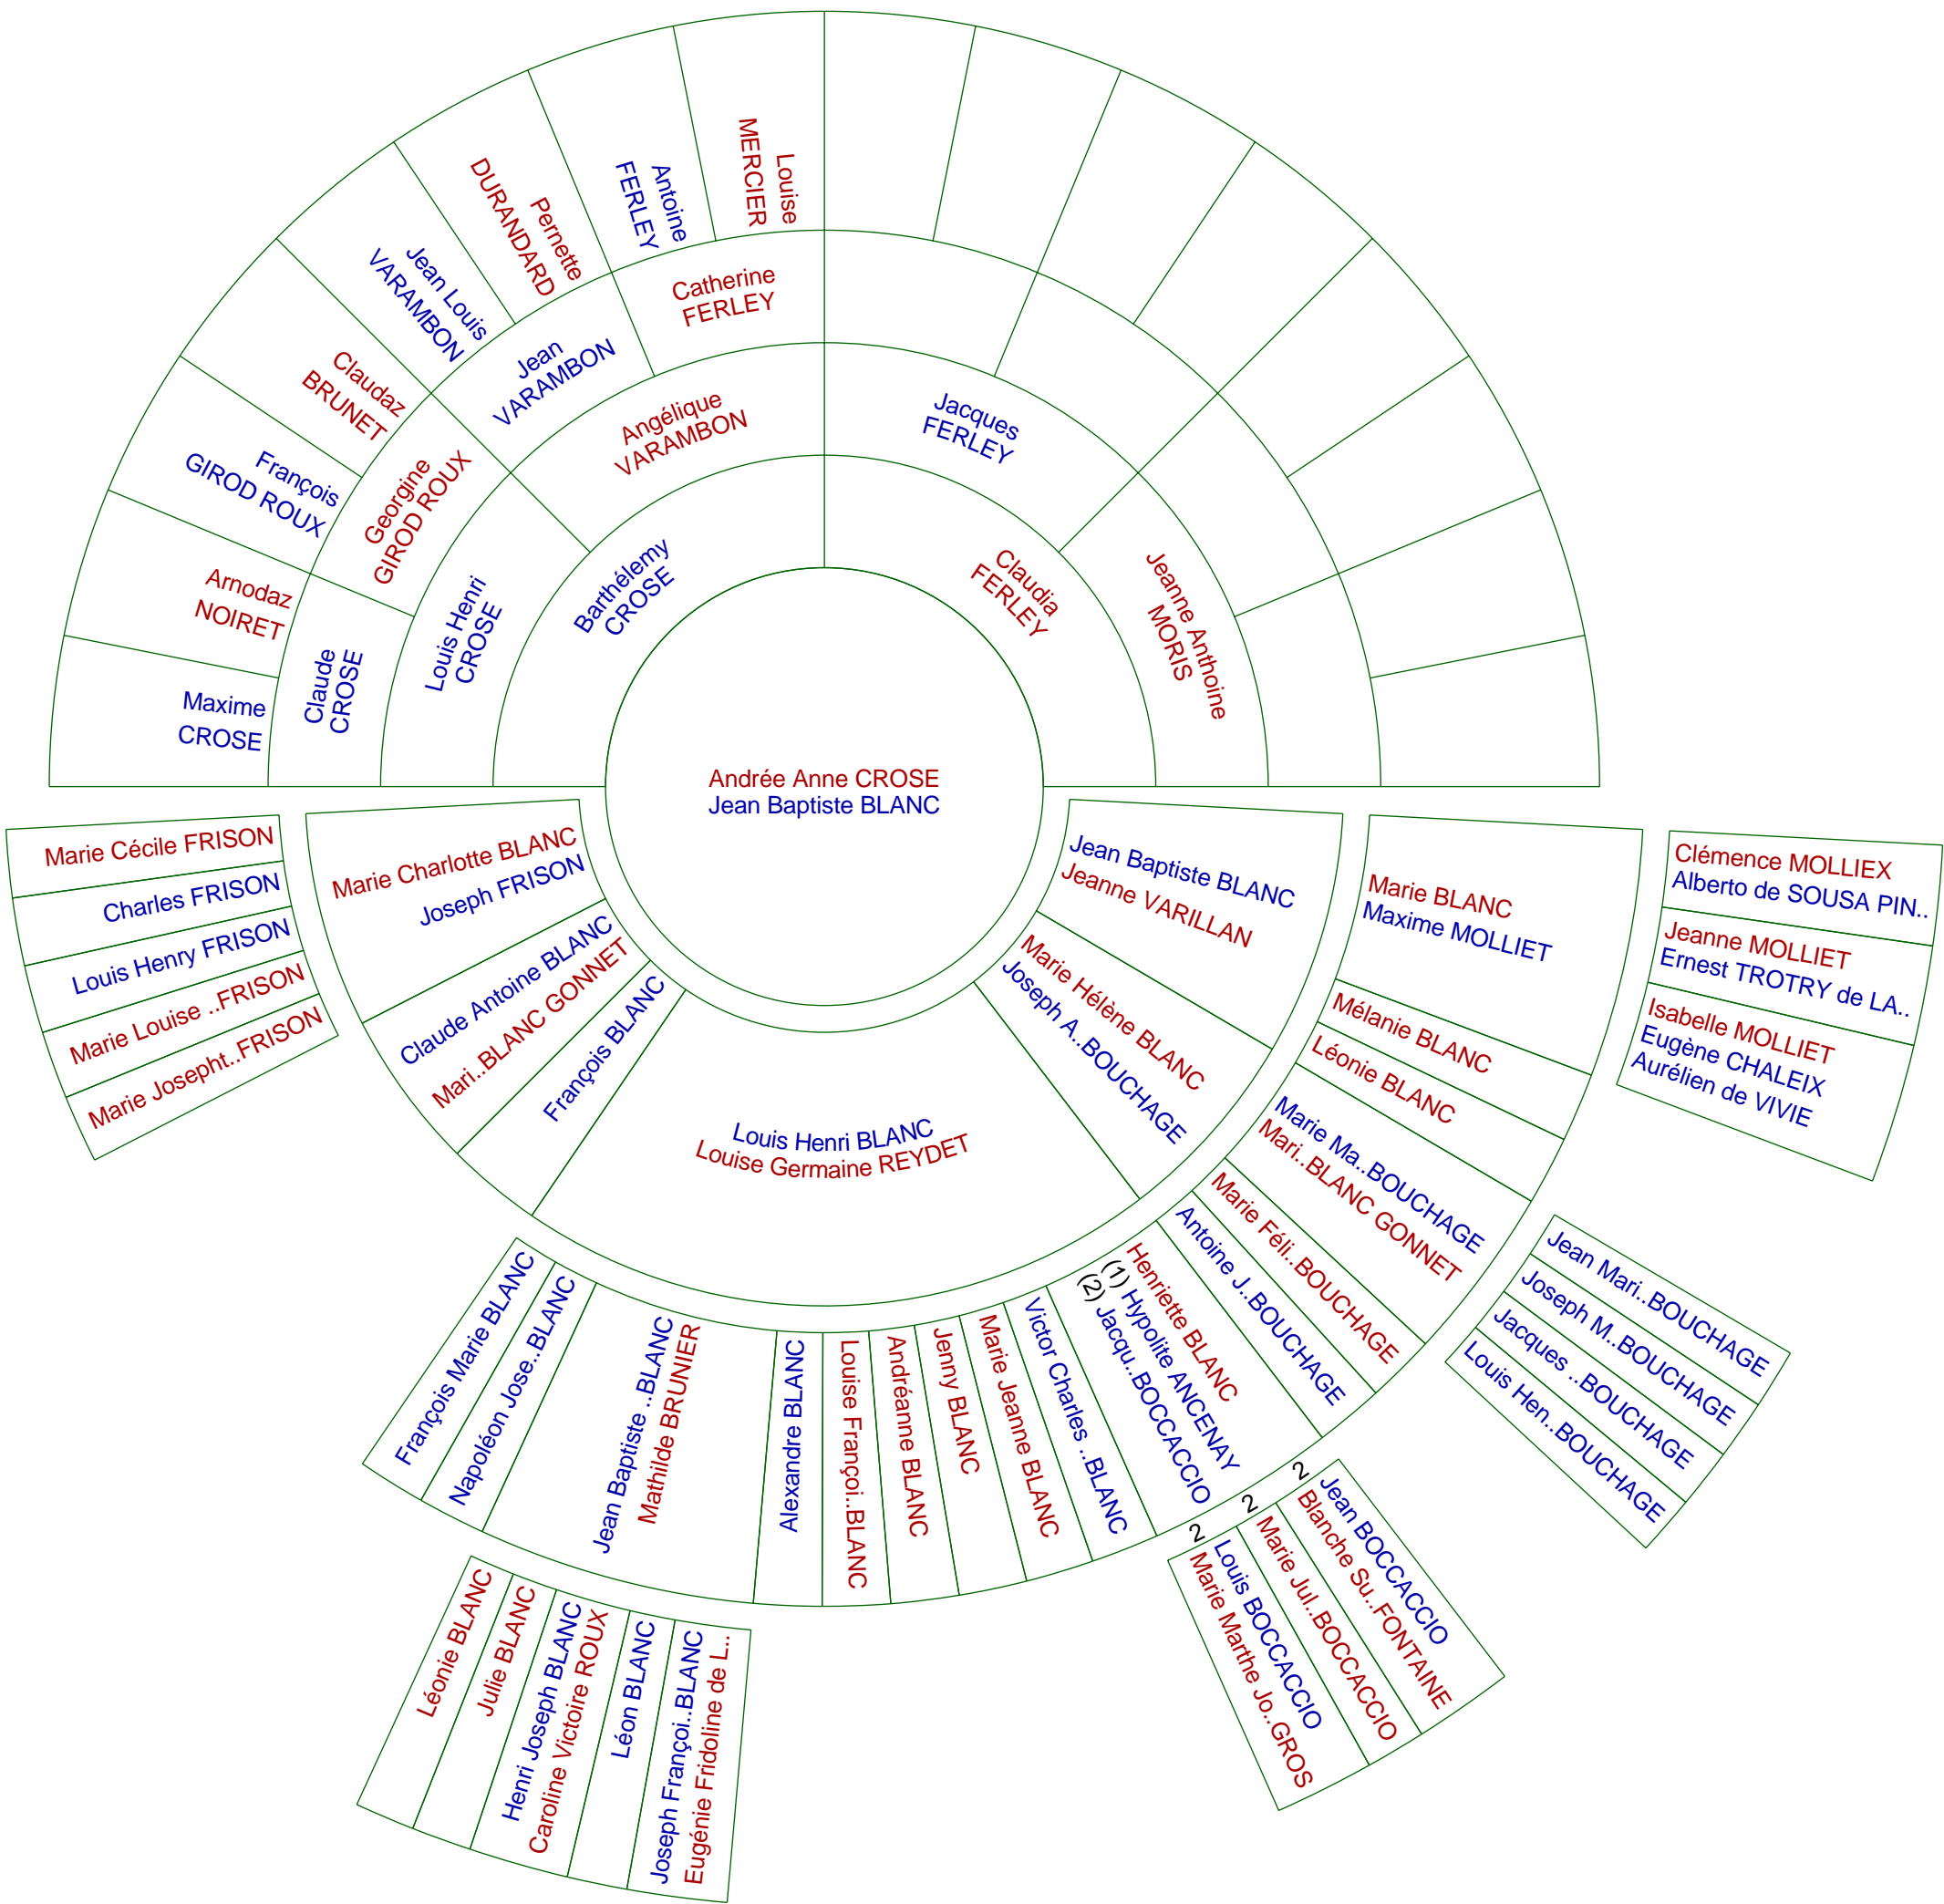 Louise
MERCIER
Antoine
FERLEY
Pernette
DURANDARD
Jean Louis
VARAMBON
Claudaz
BRUNET
François
GIROD ROUX
Arnodaz
NOIRET
Maxime
CROSE
Catherine
FERLEY
Jean
VARAMBON
Georgine
GIROD ROUX
Claude
CROSE
Angélique
VARAMBON
Jacques
FERLEY
Louis Henri
CROSE
Jeanne Anthoine
MORIS
Barthélemy
CROSE
Claudia
FERLEY
Andrée Anne CROSE
Jean Baptiste BLANC
Marie Charlotte BLANC
Joseph FRISON
Claude Antoine BLANC
Mari..BLANC GONNET
François BLANC
Louis Henri BLANC
Louise Germaine REYDET
Marie Hélène BLANC
Joseph A..BOUCHAGE
Jean Baptiste BLANC
Jeanne VARILLAN
Marie Cécile FRISON
Charles FRISON
Louis Henry FRISON
Marie Louise ..FRISON
Marie Josepht..FRISON
François Marie BLANC
Napoléon Jose..BLANC
Jean Baptiste ..BLANC
Mathilde BRUNIER
Alexandre BLANC
Louise Françoi..BLANC
Andréanne BLANC
Jenny BLANC
Marie Jeanne BLANC
Victor Charles ..BLANC
Henriette BLANC
(1) Hypolite ANCENAY
(2) Jacqu..BOCCACCIO
Antoine J..BOUCHAGE
Marie Féli..BOUCHAGE
Marie Ma..BOUCHAGE
Mari..BLANC GONNET
Léonie BLANC
Mélanie BLANC
Marie BLANC
Maxime MOLLIET
Clémence MOLLIEX
Alberto de SOUSA PIN..
Jeanne MOLLIET
Ernest TROTRY de LA..
Isabelle MOLLIET
Eugène CHALEIX
Aurélien de VIVIE
Jean Mari..BOUCHAGE
Joseph M..BOUCHAGE
Jacques ..BOUCHAGE
Louis Hen..BOUCHAGE
2
Jean BOCCACCIO
Blanche Su..FONTAINE
2
Marie Jul..BOCCACCIO
2
Louis BOCCACCIO
Marie Marthe Jo..GROS
Léonie BLANC
Julie BLANC
Henri Joseph BLANC
Caroline Victoire ROUX
Léon BLANC
Joseph Françoi..BLANC
Eugénie Fridoline de L..